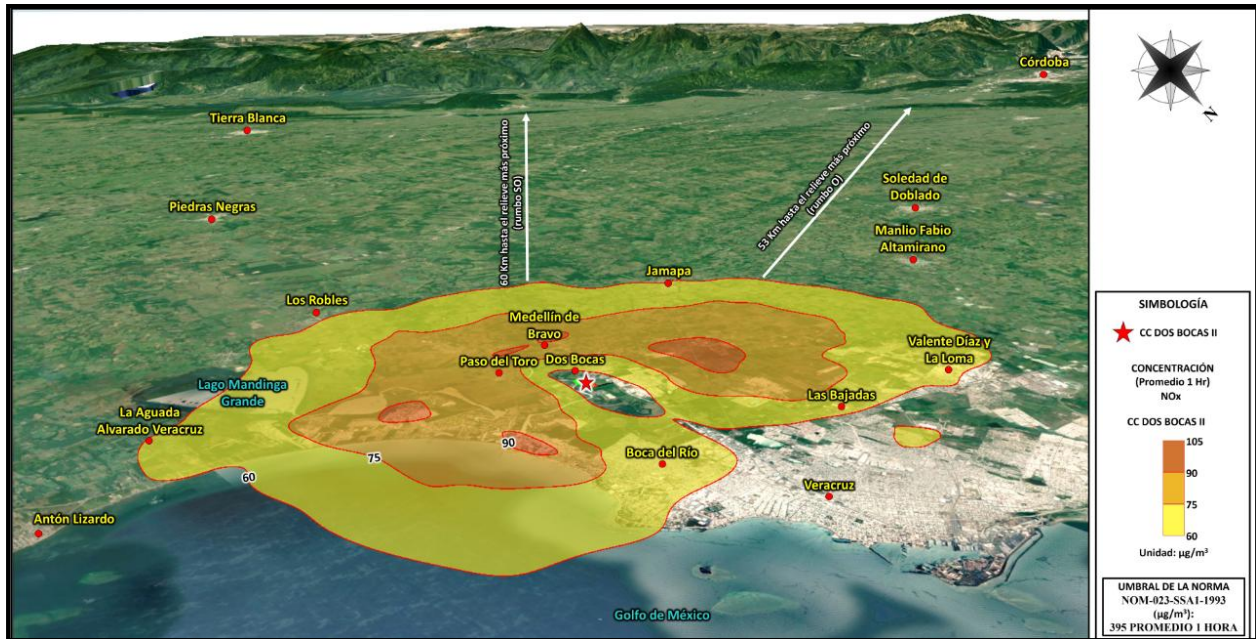 Córdoba
Tierra Blanca
60 Km hasta el relieve más próximo
(rumbo SO)
53 Km hasta el relieve más próximo
(rumbo O)
Soledad de
Doblado
Piedras Negras
Manlio Fabio
Altamirano
Jamapa
Los Robles
Medellín de
Bravo
Paso del Toro
Dos Bocas
Valente Díaz y
La Loma
Lago Mandinga
Grande
Las Bajadas
La Aguada
Alvarado Veracruz
90
75
60
Boca del Río
Veracruz
Antón Lizardo
Golfo de México
N
SIMBOLOGÍA
CC DOS BOCAS II
CONCENTRACIÓN
(Promedio 1 Hr)
NOx
CC DOS BOCAS II
105
90
75
60
Unidad: µg/m³
UMBRAL DE LA NORMA
NOM-023-SSA1-1993
(µg/m³):
395 PROMEDIO 1 HORA